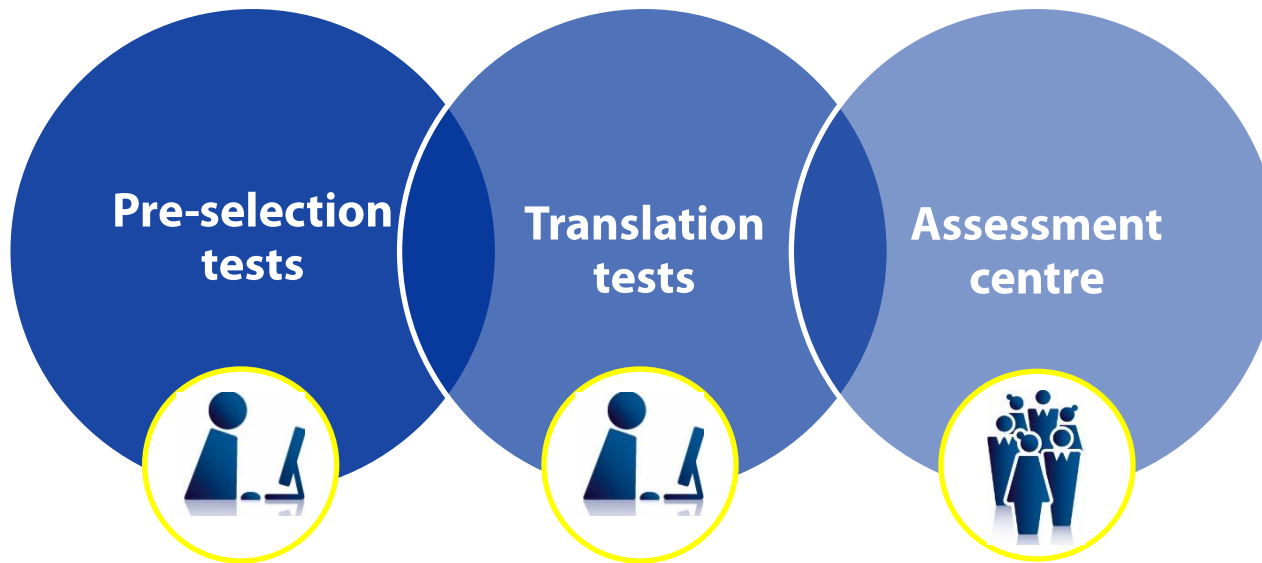 Pre-selection
tests
Translation
tests
Assessment
centre